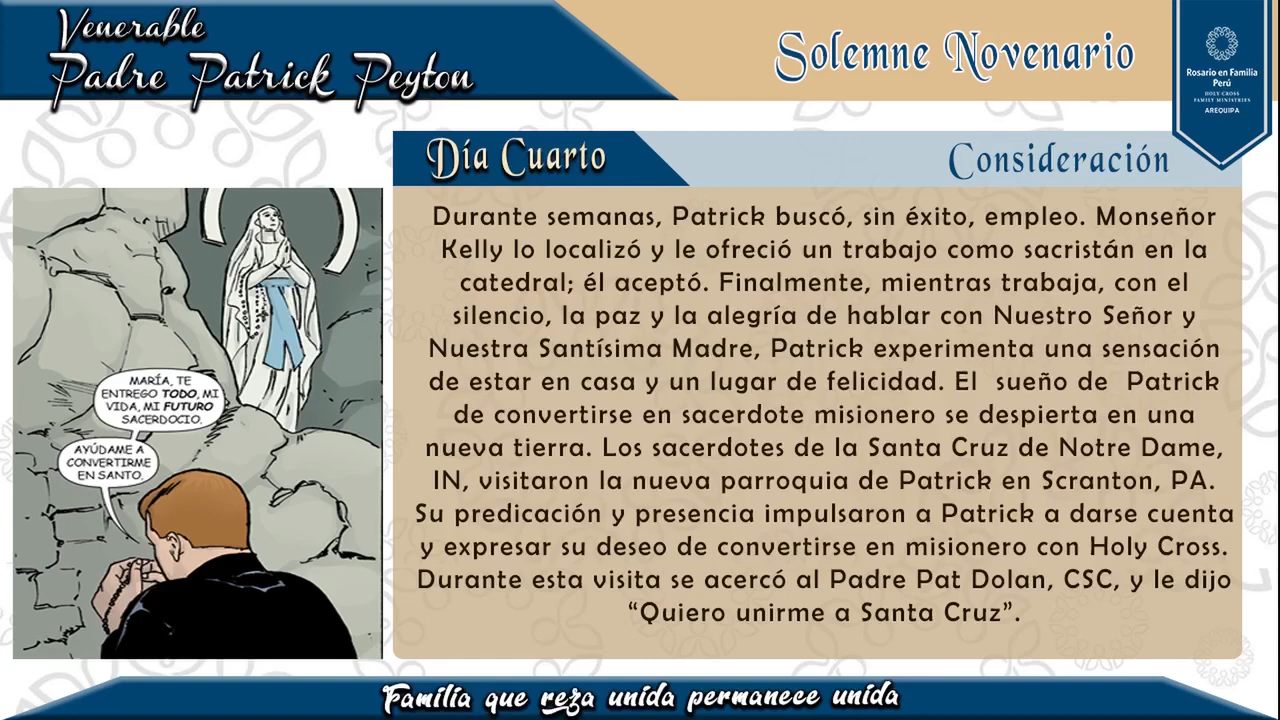 Venerable
Padre Patrick Peyton
Solemne Novenario
Rosario en Familia
Perú
HOLY CROSS
FAMILY MINISTRIES
AREQUIPA
Día Cuarto
Consideración
MARÍA, TE
ENTREGO TODO, MI
VIDA, MI FUTURO
SACERDOCIO.
AYÚDAME A
CONVERTIRME
EN SANTO.
Durante semanas, Patrick buscó, sin éxito, empleo. Monseñor
Kelly lo localizó y le ofreció un trabajo como sacristán en la
catedral; él aceptó. Finalmente, mientras trabaja, con el
silencio, la paz y la alegría de hablar con Nuestro Señor y
Nuestra Santísima Madre, Patrick experimenta una sensación
de estar en casa y un lugar de felicidad. El  sueño de  Patrick
de convertirse en sacerdote misionero se despierta en una
nueva tierra. Los sacerdotes de la Santa Cruz de Notre Dame,
IN, visitaron la nueva parroquia de Patrick en Scranton, PA.
Su predicación y presencia impulsaron a Patrick a darse cuenta
y expresar su deseo de convertirse en misionero con Holy Cross.
Durante esta visita se acercó al Padre Pat Dolan, CSC, y le dijo
“Quiero unirme a Santa Cruz”.
Familia que reza unida permanece unida